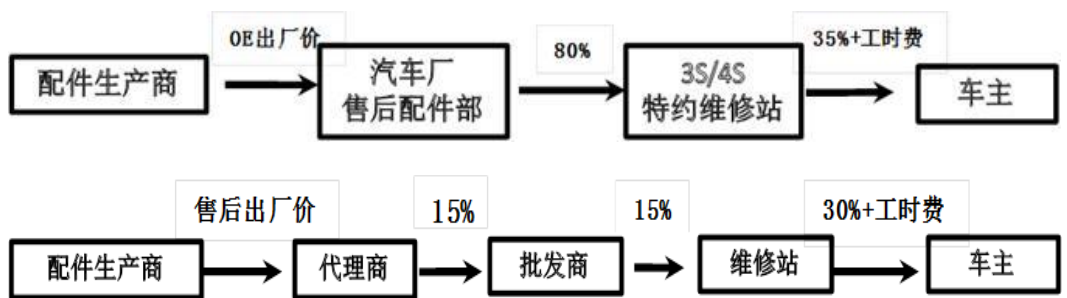 OE出厂价
80%
35%+工时费
配件生产商
汽车厂
售后配件部
3S/4S
特约维修站
车主
售后出厂价
15%
15%
30%+工时费
配件生产商
代理商
批发商
维修站
车主